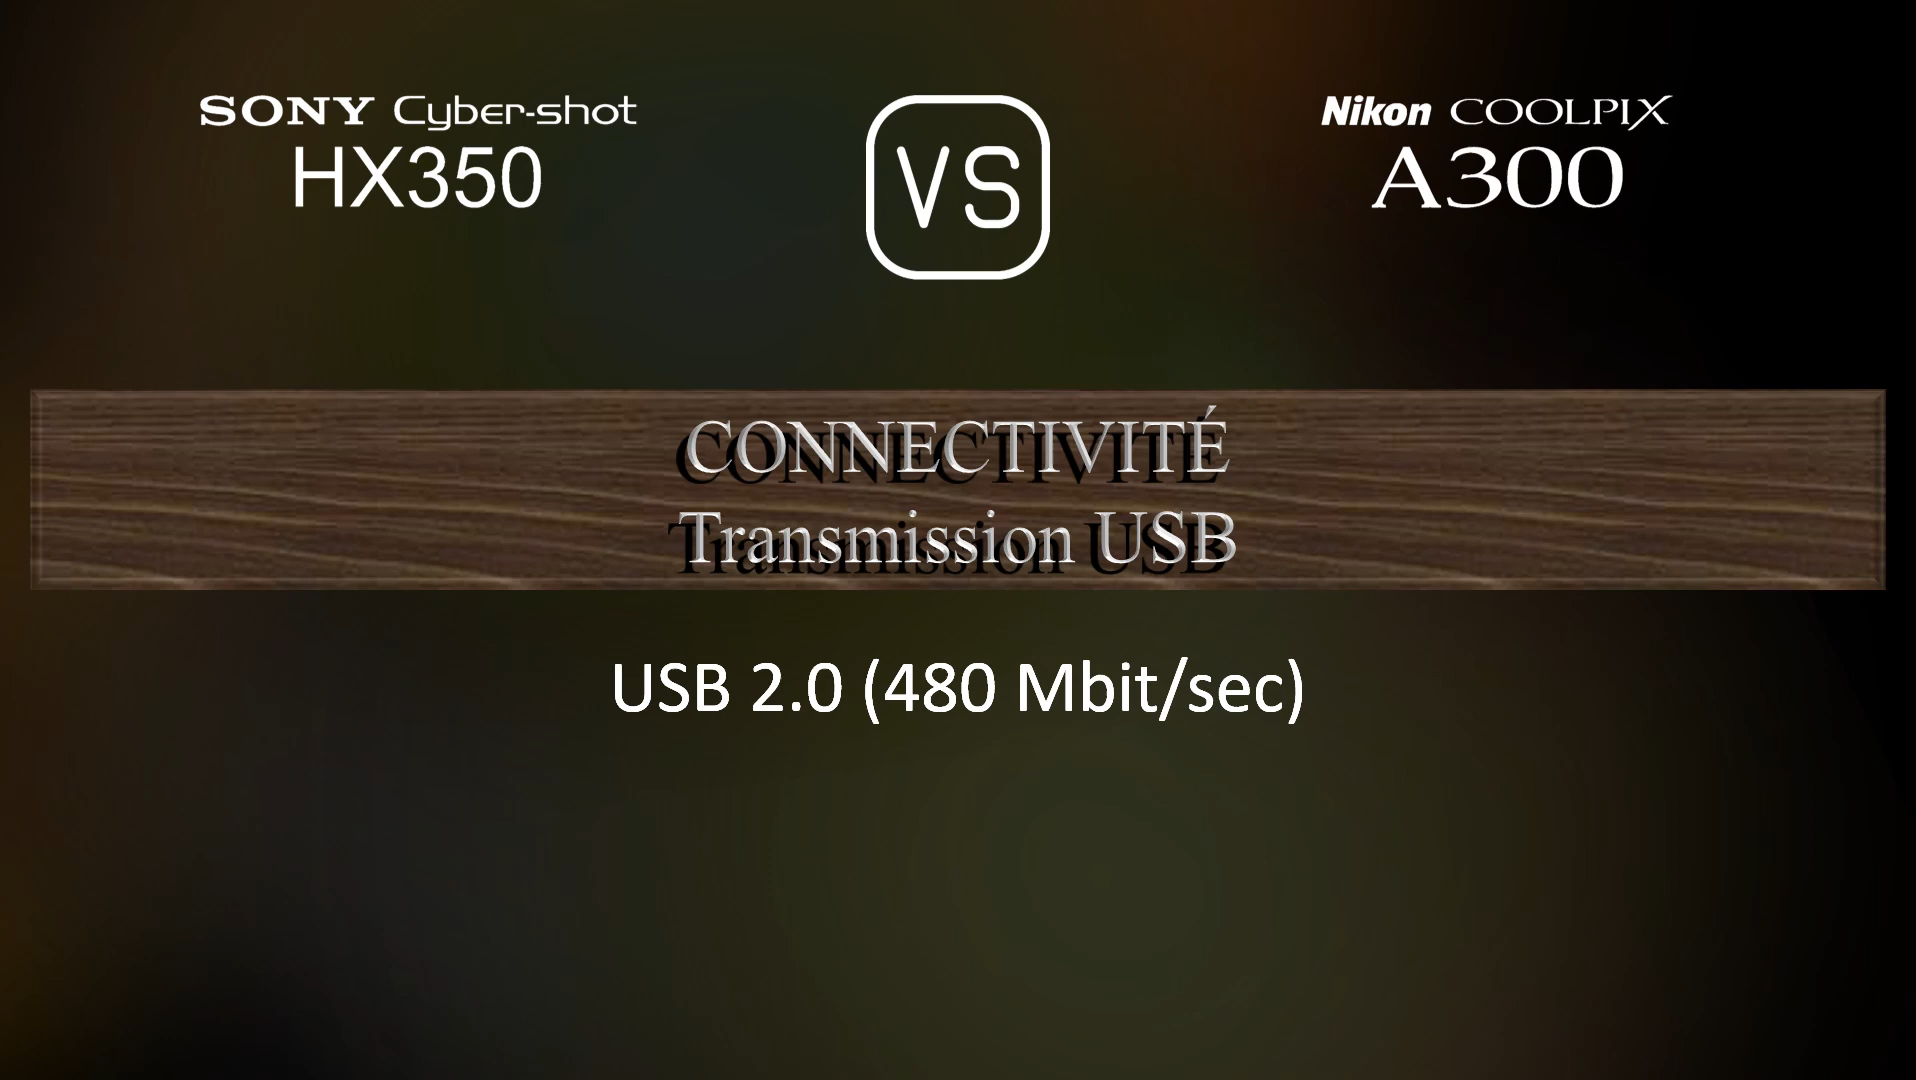 SONY Cyber-shot
HX350
VS
Nikon COOLPIX
A300
CONNECTIVITÉ
Transmission USB
USB 2.0 (480 Mbit/sec)